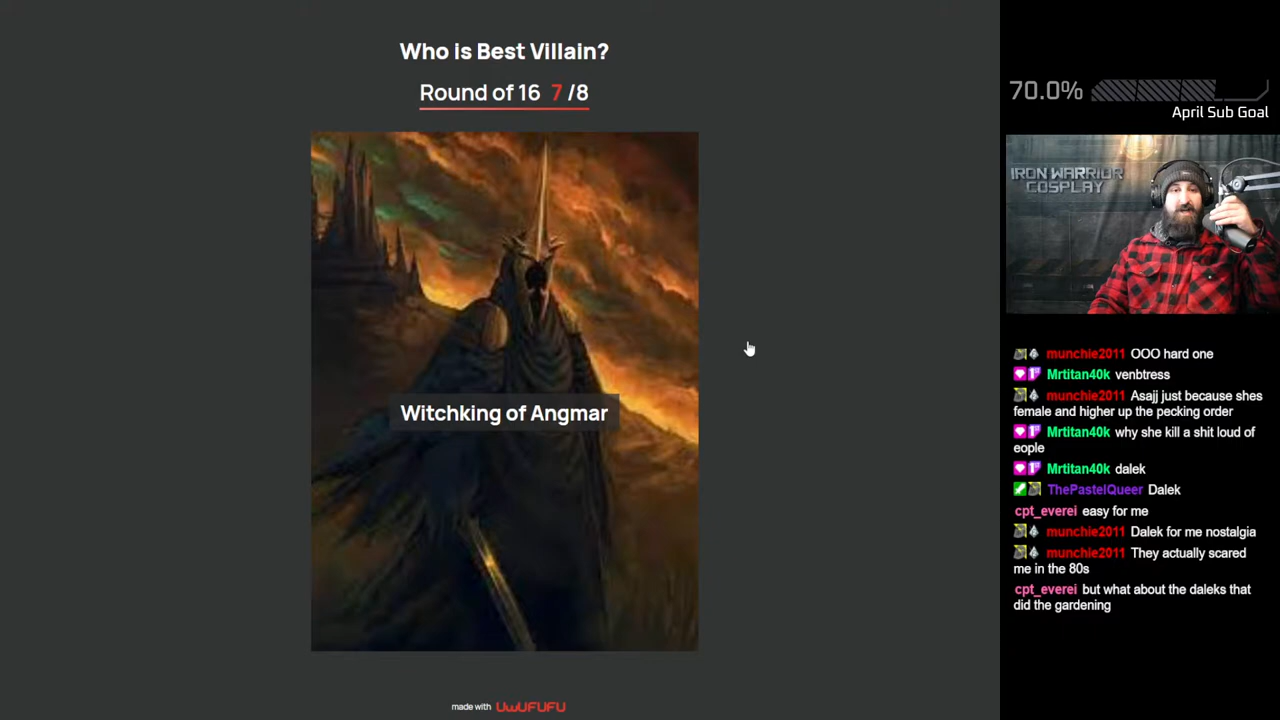 Who is Best Villain?
Round of 16 7 /8
Witchking of Angmar
made with UWUFUFU
70.0%
April Sub Goal
IRON WARRIOR
COSPLAY
munchie2011 OOO hard one
Mrtitan40k venbtress
munchie2011 Asajj just because shes
female and higher up the pecking order
Mrtitan40k why she kill a shit loud of
eople
Mrtitan40k dalek
ThePastelQueer Dalek
cpt_everei easy for me
munchie2011 Dalek for me nostalgia
munchie2011 They actually scared
me in the 80s
cpt_everei but what about the daleks that
did the gardening